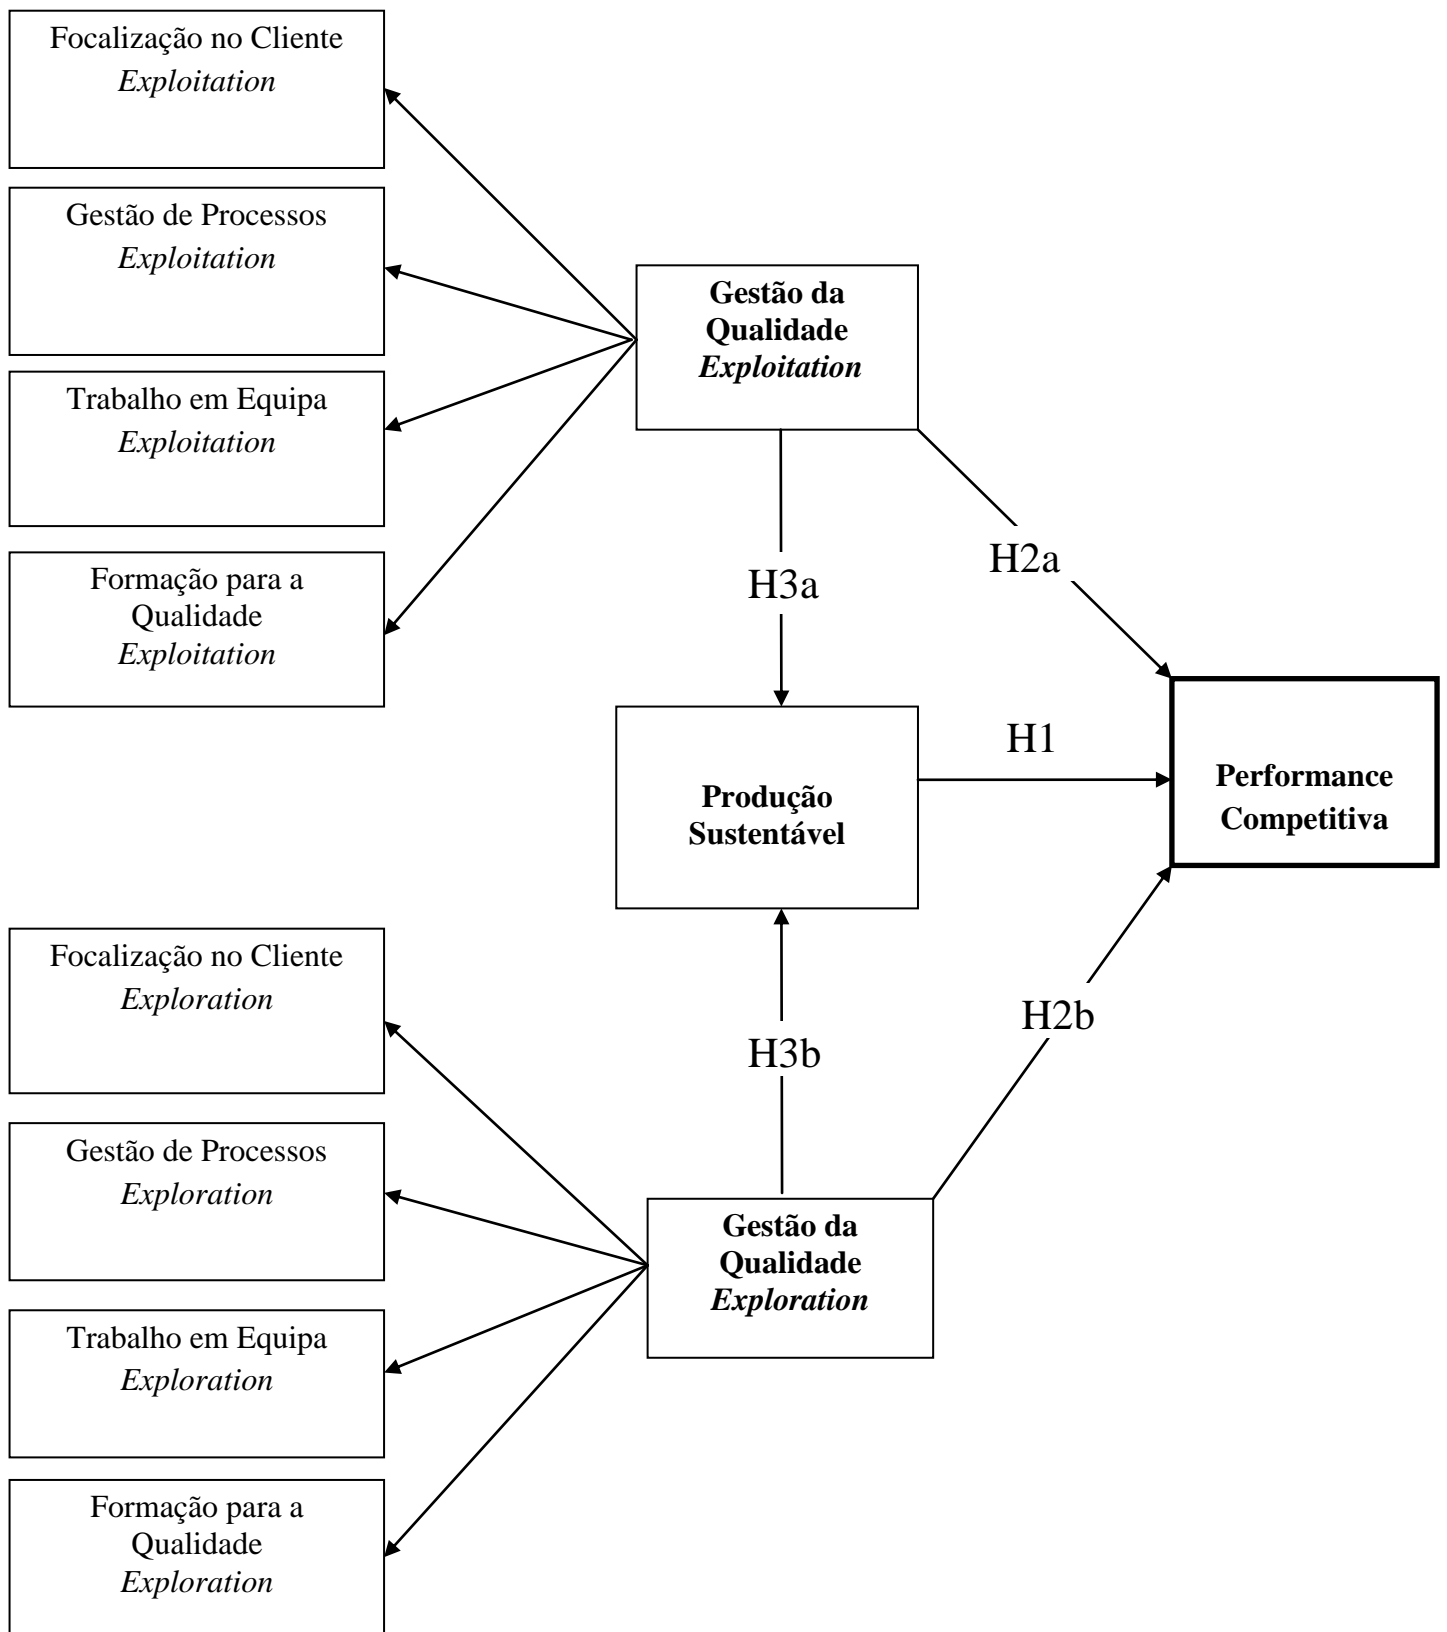 Focalização no Cliente
Exploitation
Gestão de Processos
Exploitation
Trabalho em Equipa
Exploitation
Formação para a
Qualidade
Exploitation
Gestão da
Qualidade
Exploitation
H3a
H2a
H1
Produção
Sustentável
Performance
Competitiva
H2b
H3b
Focalização no Cliente
Exploration
Gestão de Processos
Exploration
Trabalho em Equipa
Exploration
Formação para a
Qualidade
Exploration
Gestão da
Qualidade
Exploration